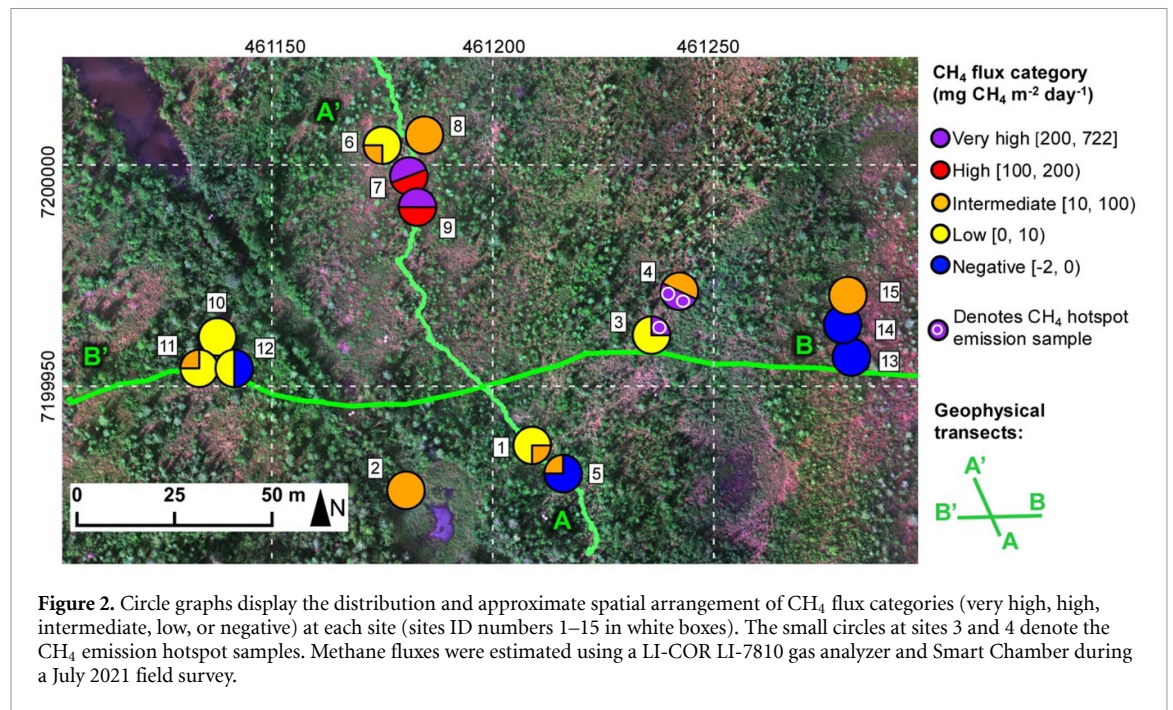 461150 461200 461250
7200000
7199950
A'
6
8
7
9
4
3
15
14
13
B
10
11
12
B'
1
5
2
A
0 25 50 m
N
CH₄ flux category
(mg CH₄ m⁻² day⁻¹)
Very high [200, 722]
High [100, 200)
Intermediate [10, 100)
Low [0, 10)
Negative [-2, 0)
Denotes CH₄ hotspot
emission sample
Geophysical
transects:
A'
B' B
A
Figure 2. Circle graphs display the distribution and approximate spatial arrangement of CH₄ flux categories (very high, high,
intermediate, low, or negative) at each site (sites ID numbers 1–15 in white boxes). The small circles at sites 3 and 4 denote the
CH₄ emission hotspot samples. Methane fluxes were estimated using a LI-COR LI-7810 gas analyzer and Smart Chamber during
a July 2021 field survey.